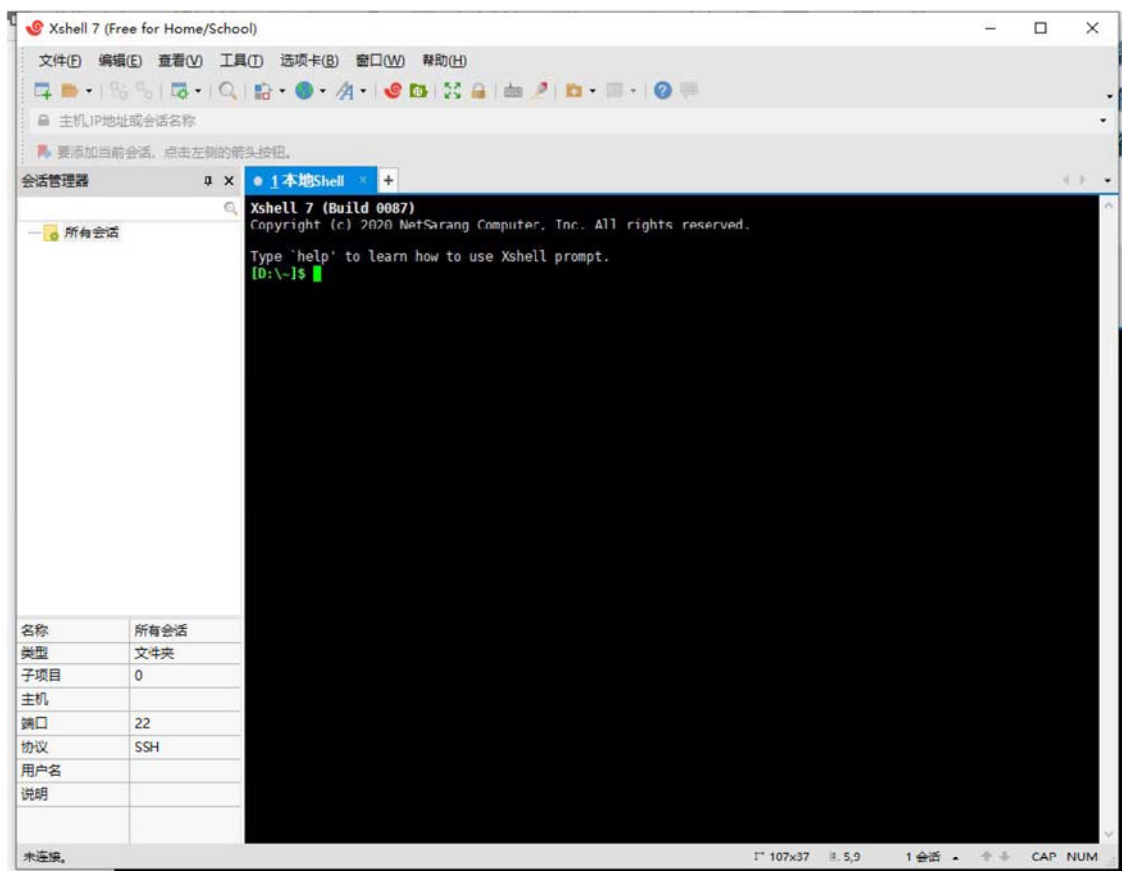 Xshell 7 (Free for Home/School)
文件(F) 编辑(E) 查看(V) 工具(T) 选项卡(B) 窗口(W) 帮助(H)
主机,IP地址或会话名称
要添加当前会话，点击左侧的箭头按钮。
会话管理器
1 本地Shell
所有会话
Xshell 7 (Build 0087)
Copyright (c) 2020 NetSarang Computer, Inc. All rights reserved.
Type `help' to learn how to use Xshell prompt.
[D:\~]$
名称 所有会话
类型 文件夹
子项目 0
主机
端口 22
协议 SSH
用户名
说明
未连接。 107x37 5,9 1 会话 CAP NUM